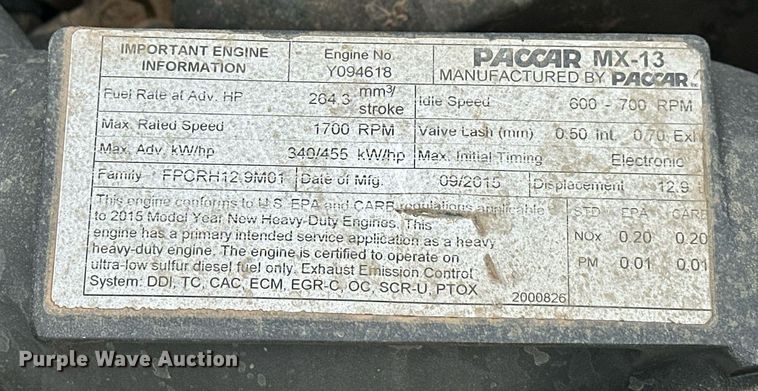 IMPORTANT ENGINE INFORMATION
Engine No. Y094618
PACCAR MX-13
MANUFACTURED BY PACCAR
Fuel Rate at Adv. HP 264.3 mm³/stroke
Idle Speed 600 - 700 RPM
Max. Rated Speed 1700 RPM
Valve Lash (mm) 0.50 Int. 0.70 Exh
Max. Adv. kW/hp 340/455 kW/hp
Max. Initial Timing Electronic
Family FPCRH12.9M01 Date of Mfg. 09/2015 Displacement 12.9
This engine conforms to U.S. EPA and CARB regulations applicable
to 2015 Model Year New Heavy-Duty Engines. This
engine has a primary intended service application as a heavy
heavy-duty engine. The engine is certified to operate on
ultra-low sulfur diesel fuel only. Exhaust Emission Control
System: DDI, TC, CAC, ECM, EGR-C, OC, SCR-U, PTOX
2000826
STD EPA CARB
NOx 0.20 0.20
PM 0.01 0.01
Purple Wave Auction